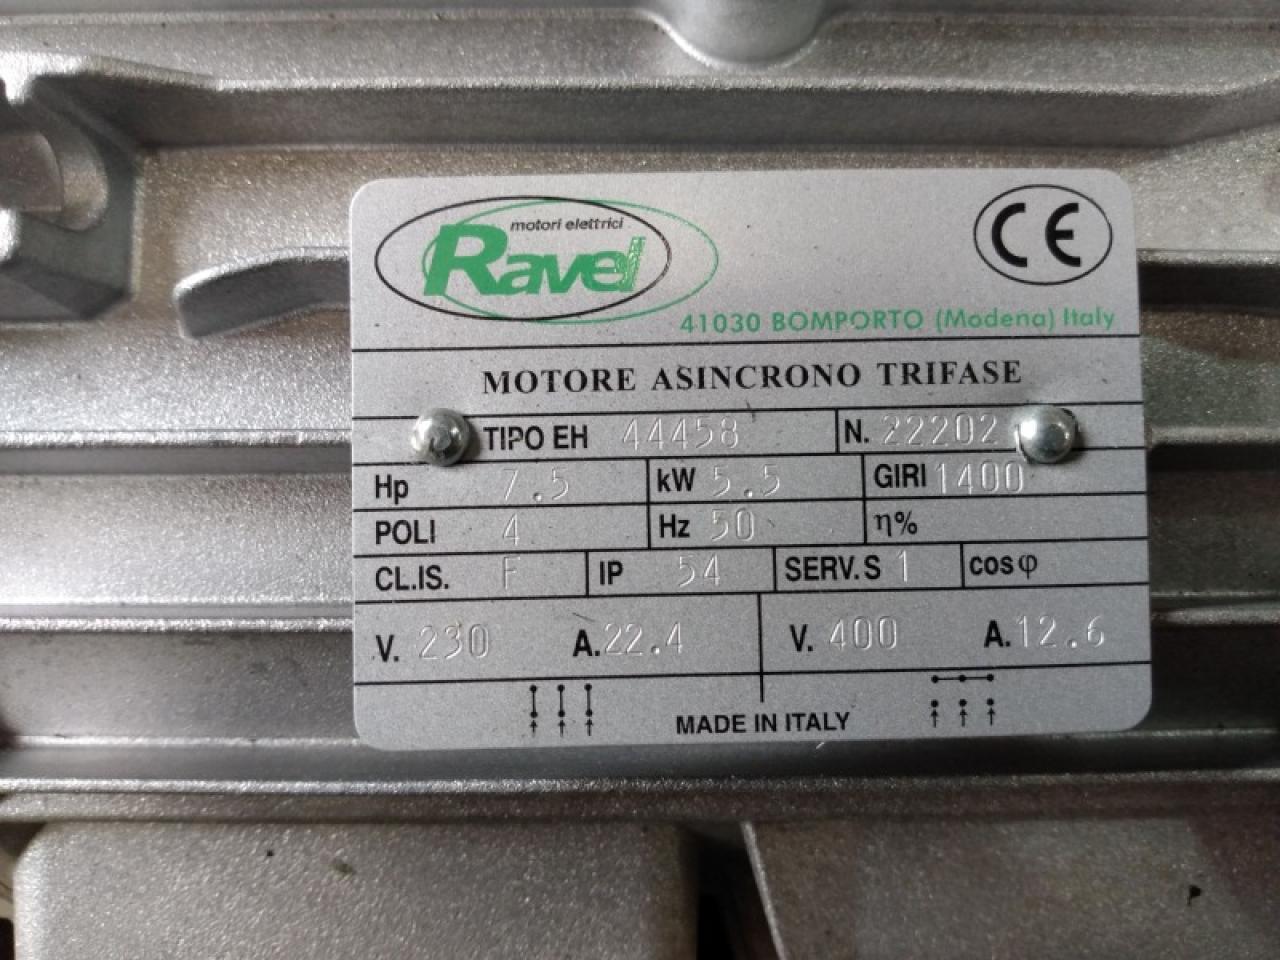 motori elettrici
Ravel
CE
41030 BOMPORTO (Modena) Italy
MOTORE ASINCRONO TRIFASE
TIPO EH 44458 N. 22202
Hp 7.5 kW 5.5 GIRI 1400
POLI 4 Hz 50 η%
CL.IS. F IP 54 SERV. S 1 cos φ
V. 230 A. 22.4 V. 400 A. 12.6
MADE IN ITALY